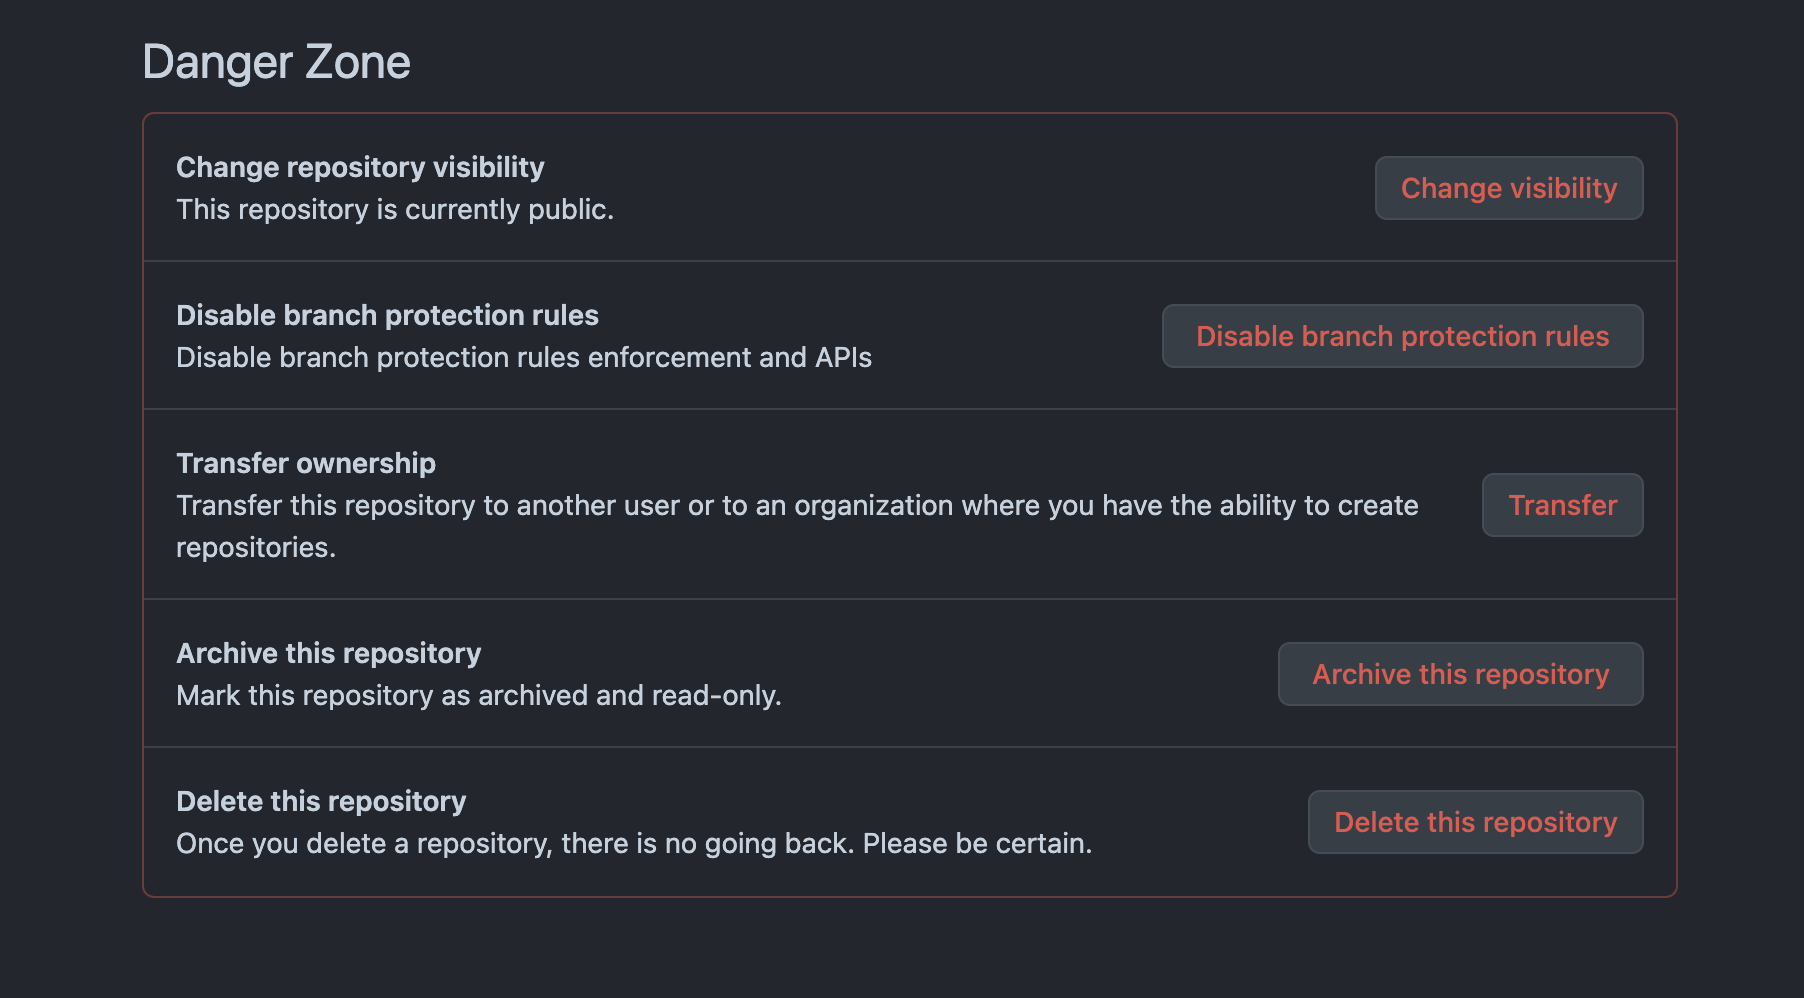 Danger Zone
Change repository visibility
This repository is currently public.
Change visibility
Disable branch protection rules
Disable branch protection rules enforcement and APIs
Disable branch protection rules
Transfer ownership
Transfer this repository to another user or to an organization where you have the ability to create
repositories.
Transfer
Archive this repository
Mark this repository as archived and read-only.
Archive this repository
Delete this repository
Once you delete a repository, there is no going back. Please be certain.
Delete this repository